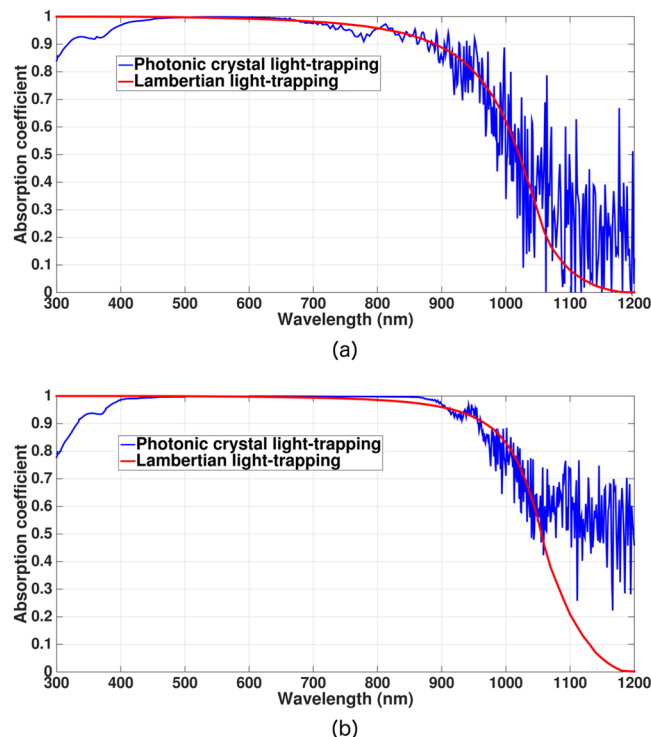 1
0.9
0.8
0.7
0.6
0.5
0.4
0.3
0.2
0.1
0
Absorption coefficient
Photonic crystal light-trapping
Lambertian light-trapping
300 400 500 600 700 800 900 1000 1100 1200
Wavelength (nm)
(a)
1
0.9
0.8
0.7
0.6
0.5
0.4
0.3
0.2
0.1
0
Absorption coefficient
Photonic crystal light-trapping
Lambertian light-trapping
300 400 500 600 700 800 900 1000 1100 1200
Wavelength (nm)
(b)